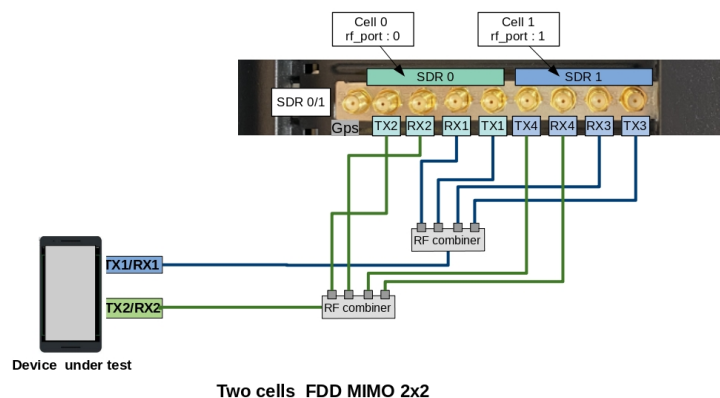 Cell 0
rf_port : 0
Cell 1
rf_port : 1
SDR 0
SDR 1
SDR 0/1
Gps
TX2
RX2
RX1
TX1
TX4
RX4
RX3
TX3
RF combiner
TX1/RX1
TX2/RX2
RF combiner
Device under test
Two cells FDD MIMO 2x2